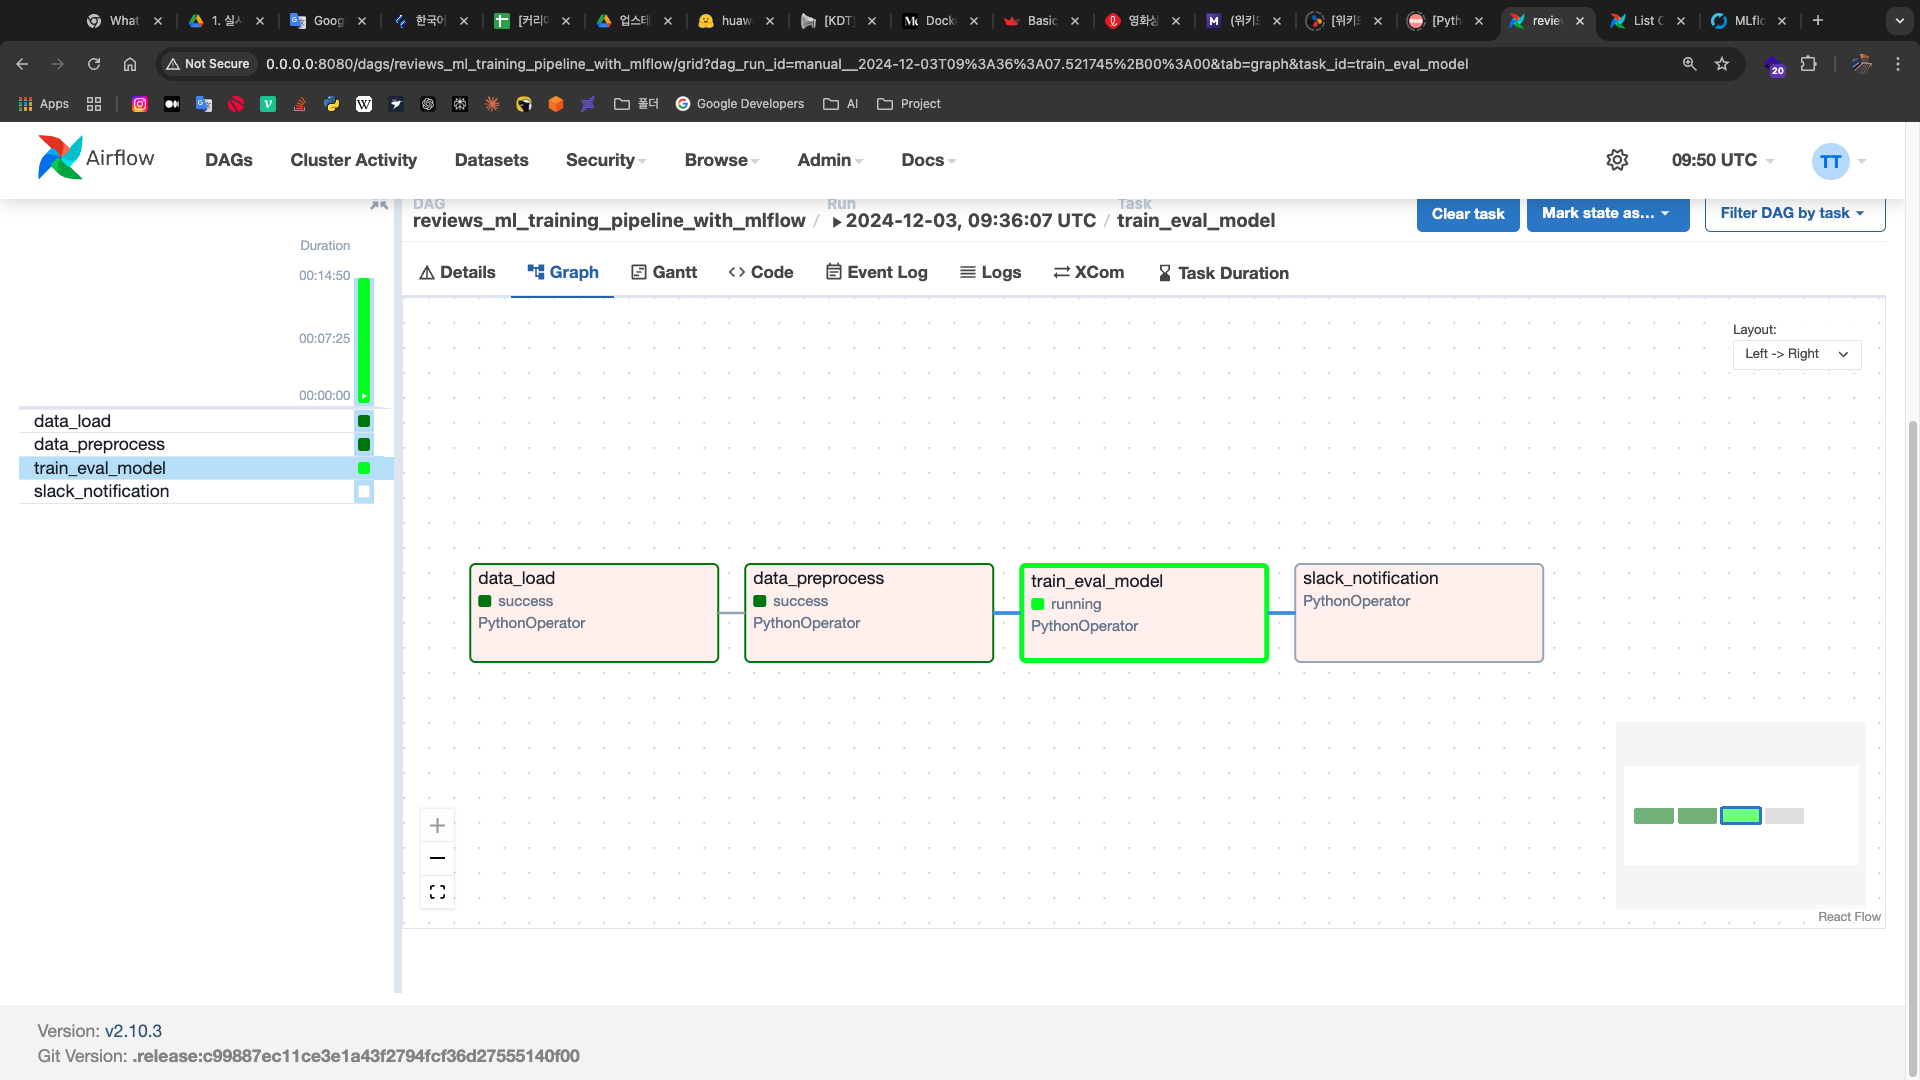 What
1. 실시
Goog
한국어
[커리어
업스테
huaw
[KDT]
Me Docke
Basic
영화상
(위키드
[위키드
[Pyth
review
List C
MLflo
Not Secure
0.0.0.0:8080/dags/reviews_ml_training_pipeline_with_mlflow/grid?dag_run_id=manual__2024-12-03T09%3A36%3A07.521745%2B00%3A00&tab=graph&task_id=train_eval_model
20
Apps
폴더
Google Developers
AI
Project
Airflow
DAGs
Cluster Activity
Datasets
Security
Browse
Admin
Docs
09:50 UTC
TT
DAG
reviews_ml_training_pipeline_with_mlflow
/
Run
2024-12-03, 09:36:07 UTC
/
Task
train_eval_model
Clear task
Mark state as...
Filter DAG by task
Duration
00:14:50
00:07:25
00:00:00
data_load
data_preprocess
train_eval_model
slack_notification
Details
Graph
Gantt
Code
Event Log
Logs
XCom
Task Duration
Layout:
Left -> Right
data_load
success
PythonOperator
data_preprocess
success
PythonOperator
train_eval_model
running
PythonOperator
slack_notification
PythonOperator
React Flow
Version: v2.10.3
Git Version: .release:c99887ec11ce3e1a43f2794fcf36d27555140f00